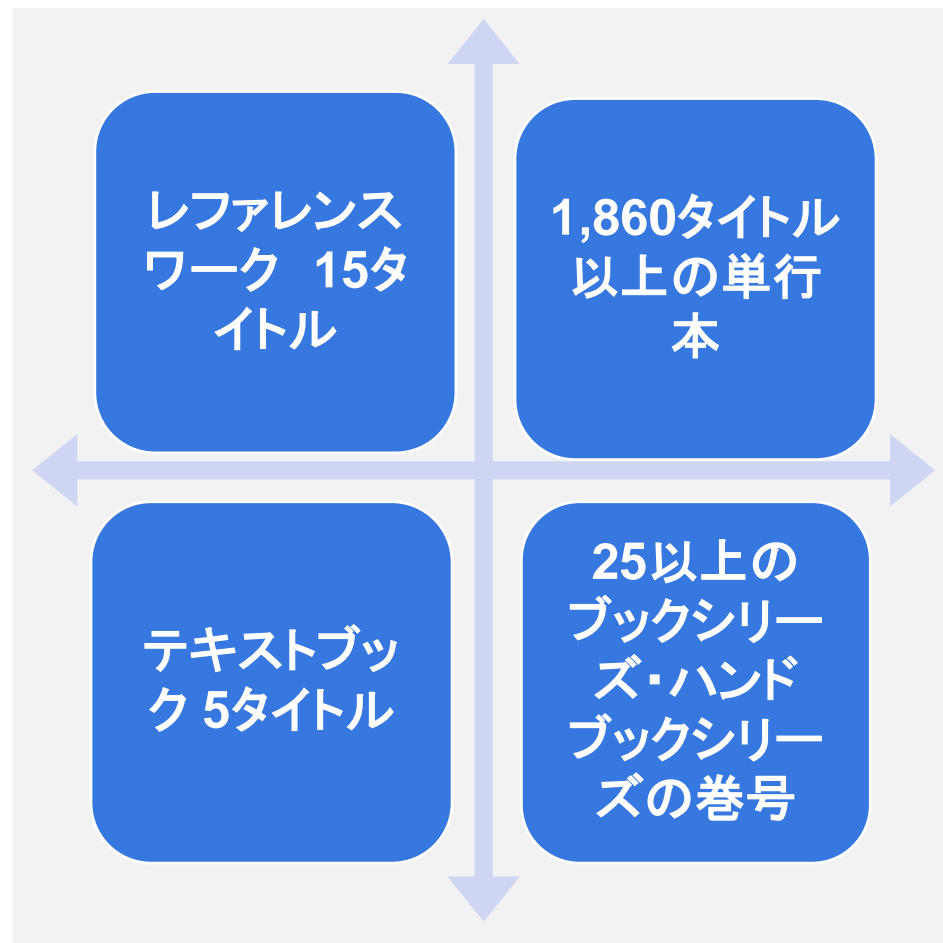 レファレンス
ワーク　15タ
イトル
1,860タイトル
以上の単行
本
テキストブッ
ク 5タイトル
25以上の
ブックシリー
ズ・ハンド
ブックシリー
ズの巻号